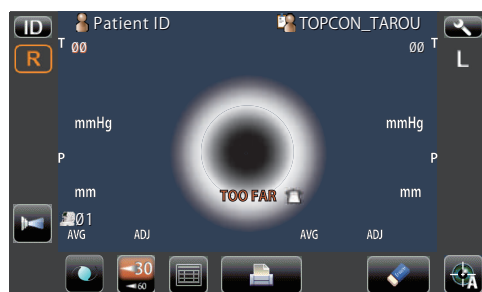 ID Patient ID TOPCON_TAROU
R T 00 00 T L
mmHg mmHg
P P
mm TOO FAR mm
01
AVG ADJ AVG ADJ
30
60
A